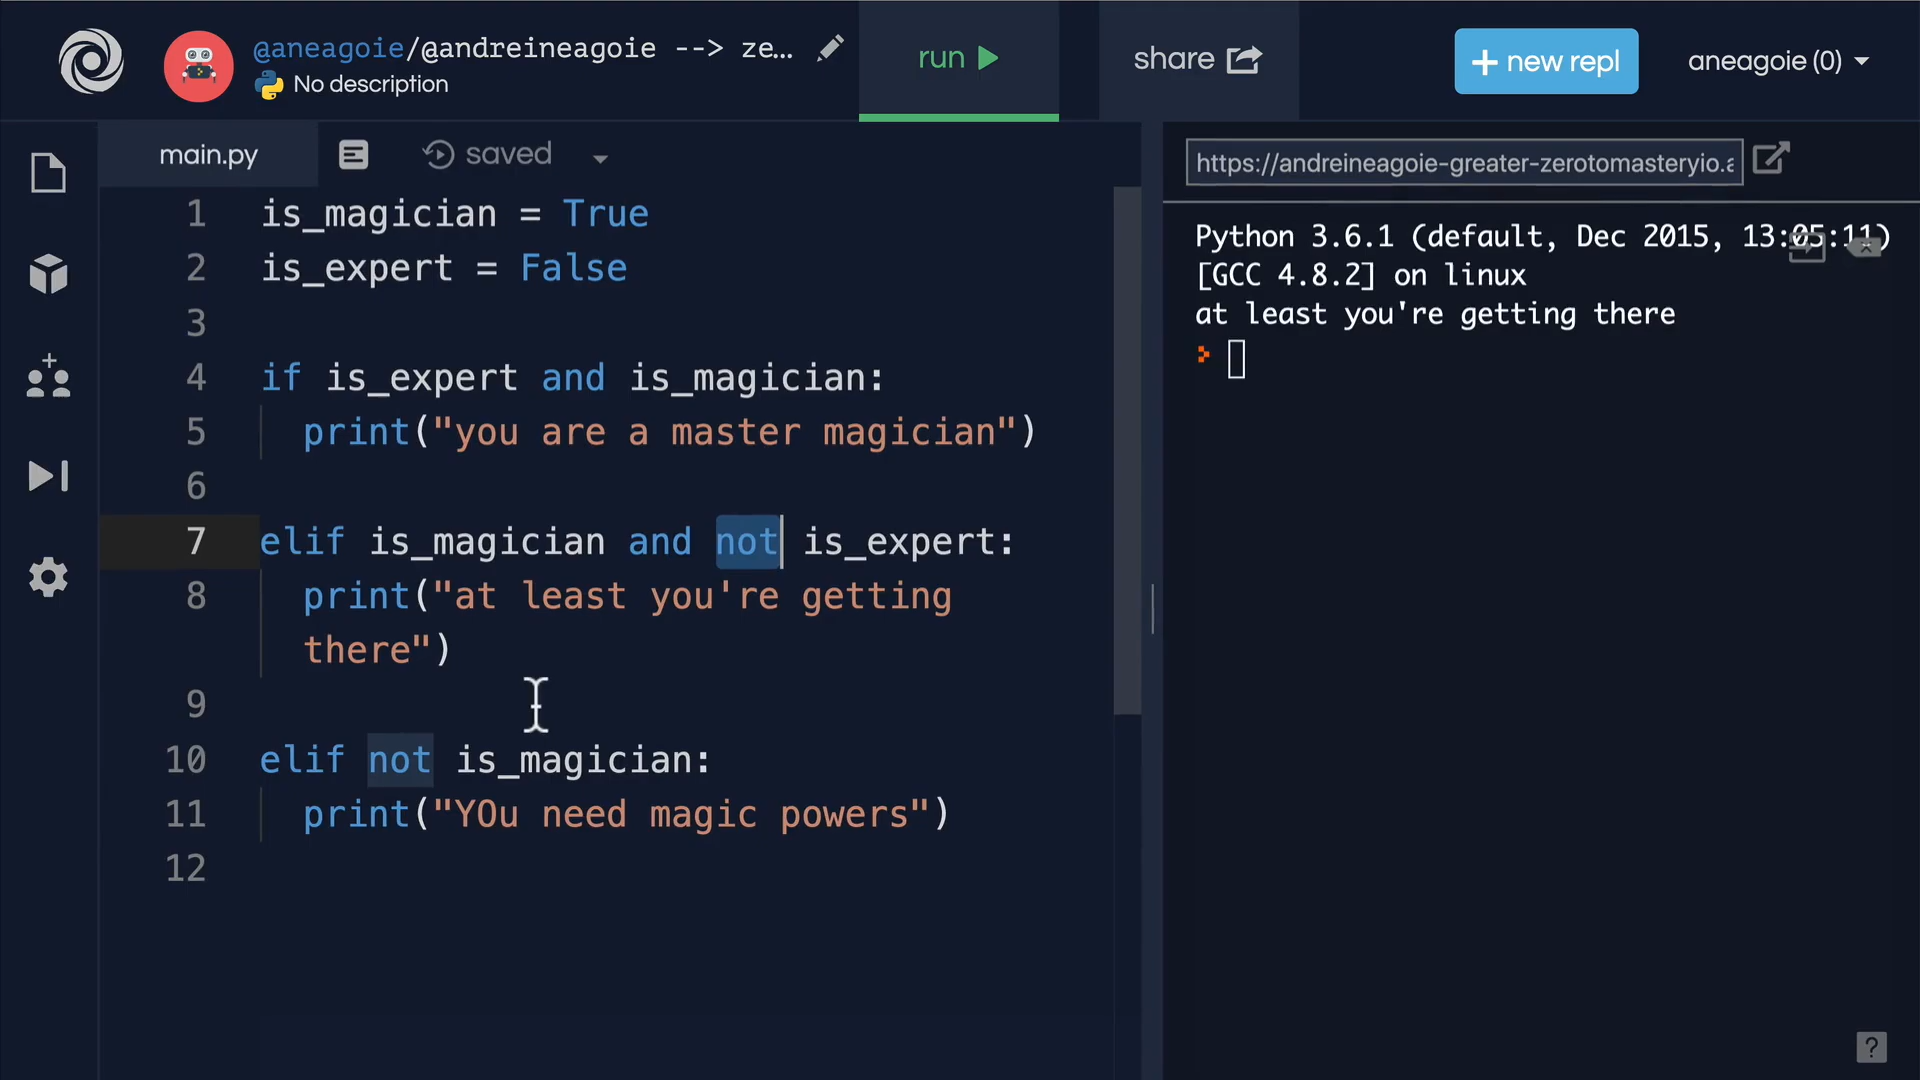 @aneagoie/@andreineagoie --> ze...
No description
run
share
+ new repl
aneagoie (0)
main.py
saved
https://andreineagoie-greater-zerotomasteryio.a
1 is_magician = True
2 is_expert = False
3
4 if is_expert and is_magician:
5 print("you are a master magician")
6
7 elif is_magician and not is_expert:
8 print("at least you're getting
there")
9
10 elif not is_magician:
11 print("YOu need magic powers")
12
Python 3.6.1 (default, Dec 2015, 13:05:11)
[GCC 4.8.2] on linux
at least you're getting there
?